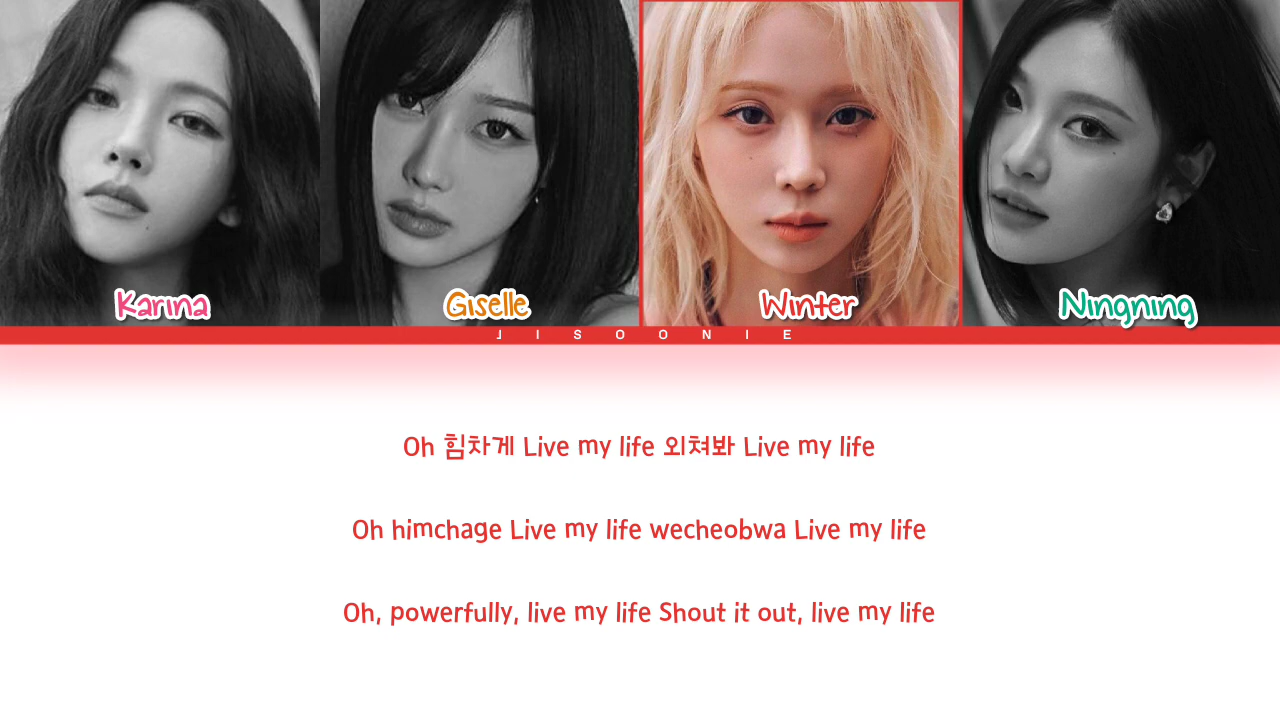 Karina
Giselle
Winter
Ningning
JISOONIE
Oh 힘차게 Live my life 외쳐봐 Live my life
Oh himchage Live my life wecheobwa Live my life
Oh, powerfully, live my life Shout it out, live my life